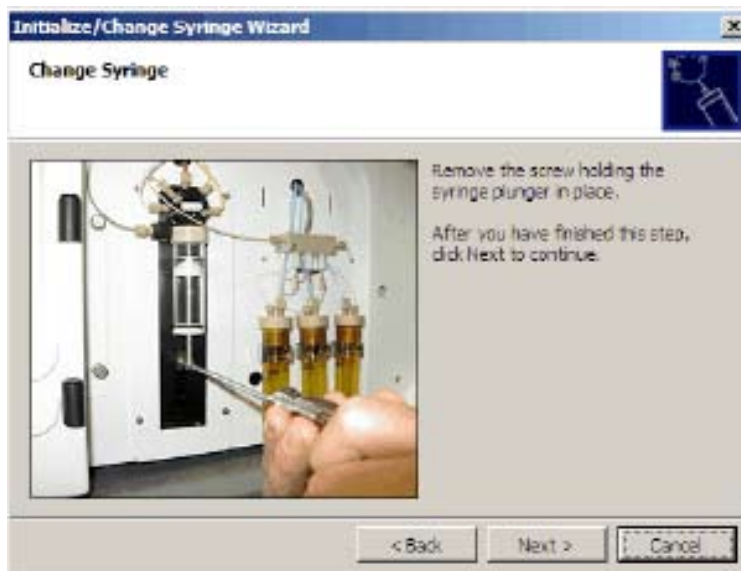 Initialize/Change Syringe Wizard
Change Syringe
Remove the screw holding the
syringe plunger in place.
After you have finished this step,
click Next to continue.
< Back
Next >
Cancel